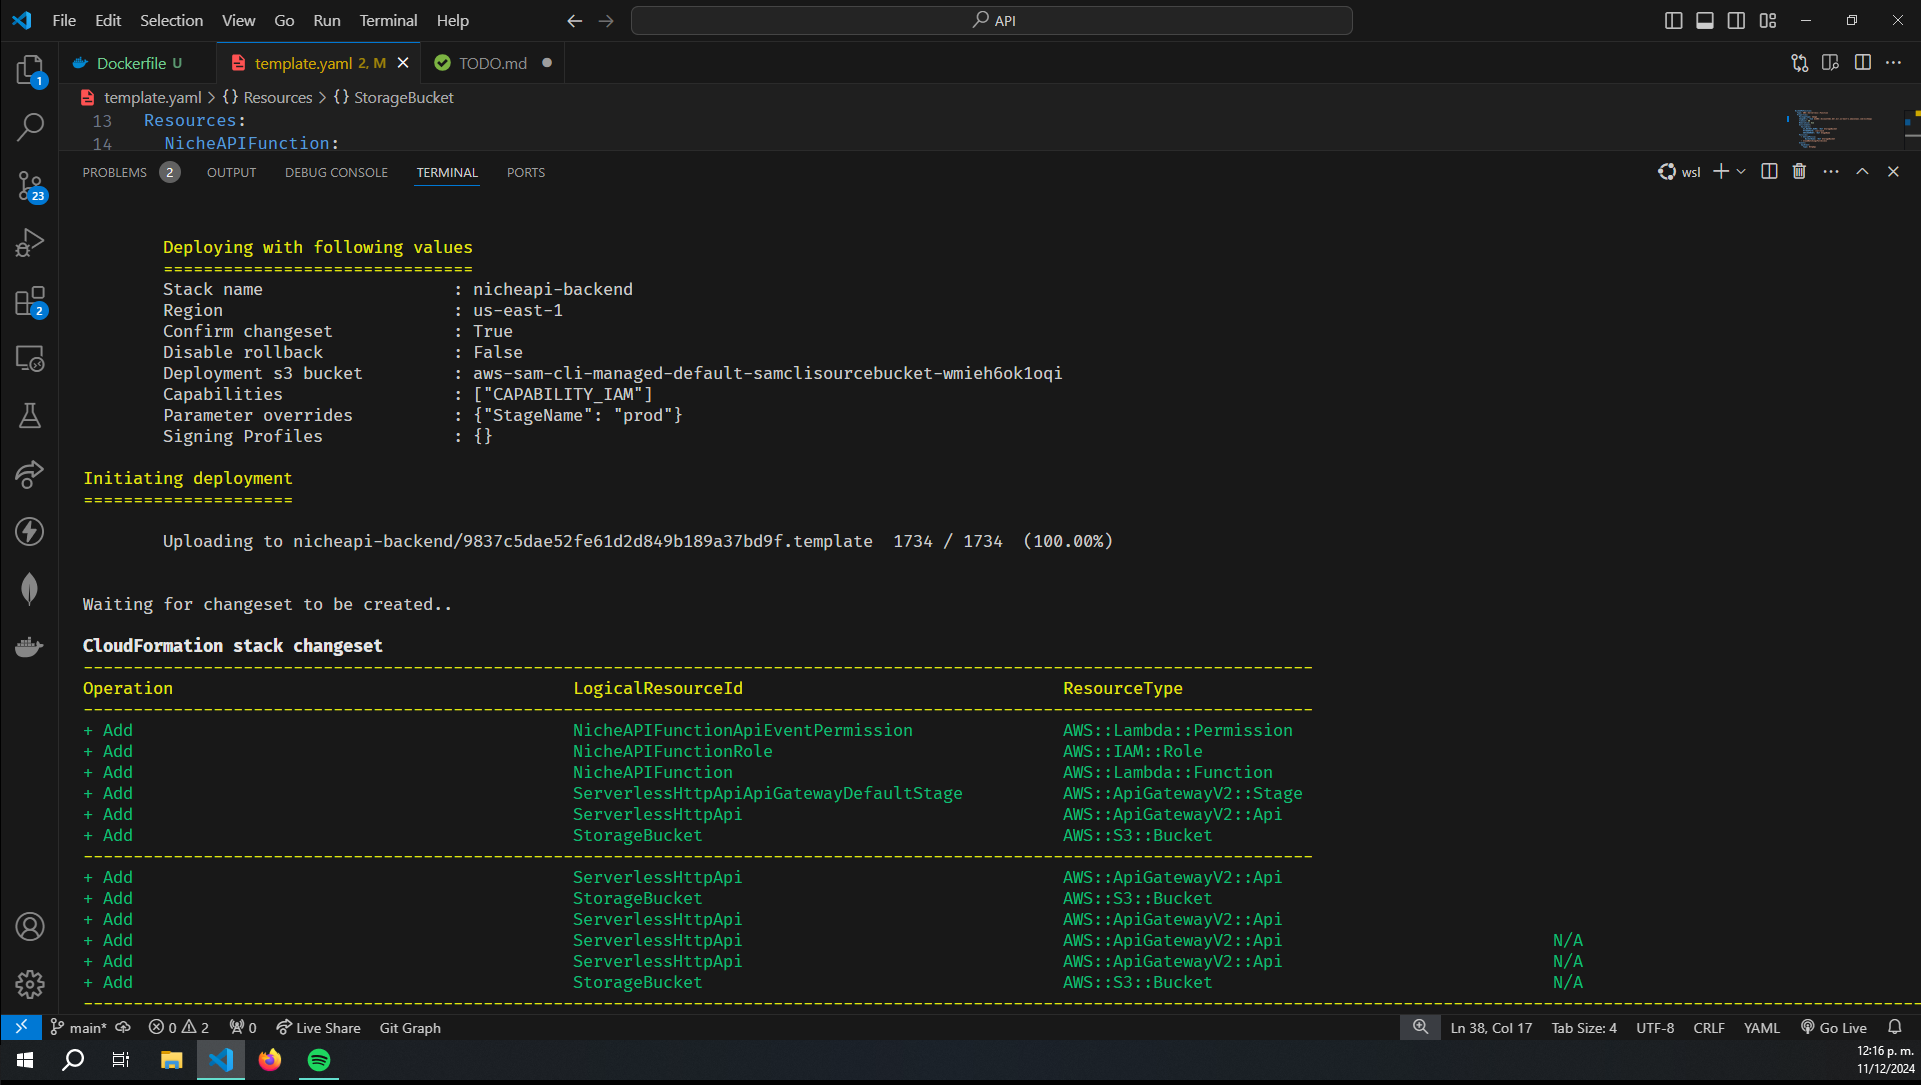 File Edit Selection View Go Run Terminal Help
API
Dockerfile U
template.yaml 2, M
TODO.md
template.yaml > {} Resources > {} StorageBucket
13 Resources:
14 NicheAPIFunction:
PROBLEMS 2 OUTPUT DEBUG CONSOLE TERMINAL PORTS
wsl
Deploying with following values
===============================
Stack name : nicheapi-backend
Region : us-east-1
Confirm changeset : True
Disable rollback : False
Deployment s3 bucket : aws-sam-cli-managed-default-samclisourcebucket-wmieh6ok1oqi
Capabilities : ["CAPABILITY_IAM"]
Parameter overrides : {"StageName": "prod"}
Signing Profiles : {}
Initiating deployment
=====================
Uploading to nicheapi-backend/9837c5dae52fe61d2d849b189a37bd9f.template 1734 / 1734 (100.00%)
Waiting for changeset to be created..
CloudFormation stack changeset
Operation LogicalResourceId ResourceType
+ Add NicheAPIFunctionApiEventPermission AWS::Lambda::Permission
+ Add NicheAPIFunctionRole AWS::IAM::Role
+ Add NicheAPIFunction AWS::Lambda::Function
+ Add ServerlessHttpApiApiGatewayDefaultStage AWS::ApiGatewayV2::Stage
+ Add ServerlessHttpApi AWS::ApiGatewayV2::Api
+ Add StorageBucket AWS::S3::Bucket
+ Add ServerlessHttpApi AWS::ApiGatewayV2::Api
+ Add StorageBucket AWS::S3::Bucket
+ Add ServerlessHttpApi AWS::ApiGatewayV2::Api
+ Add ServerlessHttpApi AWS::ApiGatewayV2::Api N/A
+ Add ServerlessHttpApi AWS::ApiGatewayV2::Api N/A
+ Add StorageBucket AWS::S3::Bucket N/A
1
23
2
main* 0 2 0 Live Share Git Graph
Ln 38, Col 17 Tab Size: 4 UTF-8 CRLF YAML Go Live
12:16 p. m.
11/12/2024